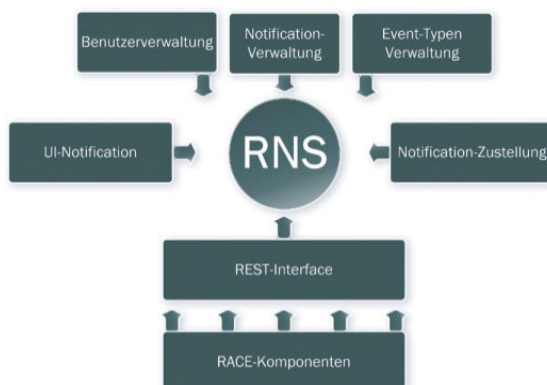 Benutzerverwaltung
Notification-
Verwaltung
Event-Typen
Verwaltung
UI-Notification
RNS
Notification-Zustellung
REST-Interface
RACE-Komponenten